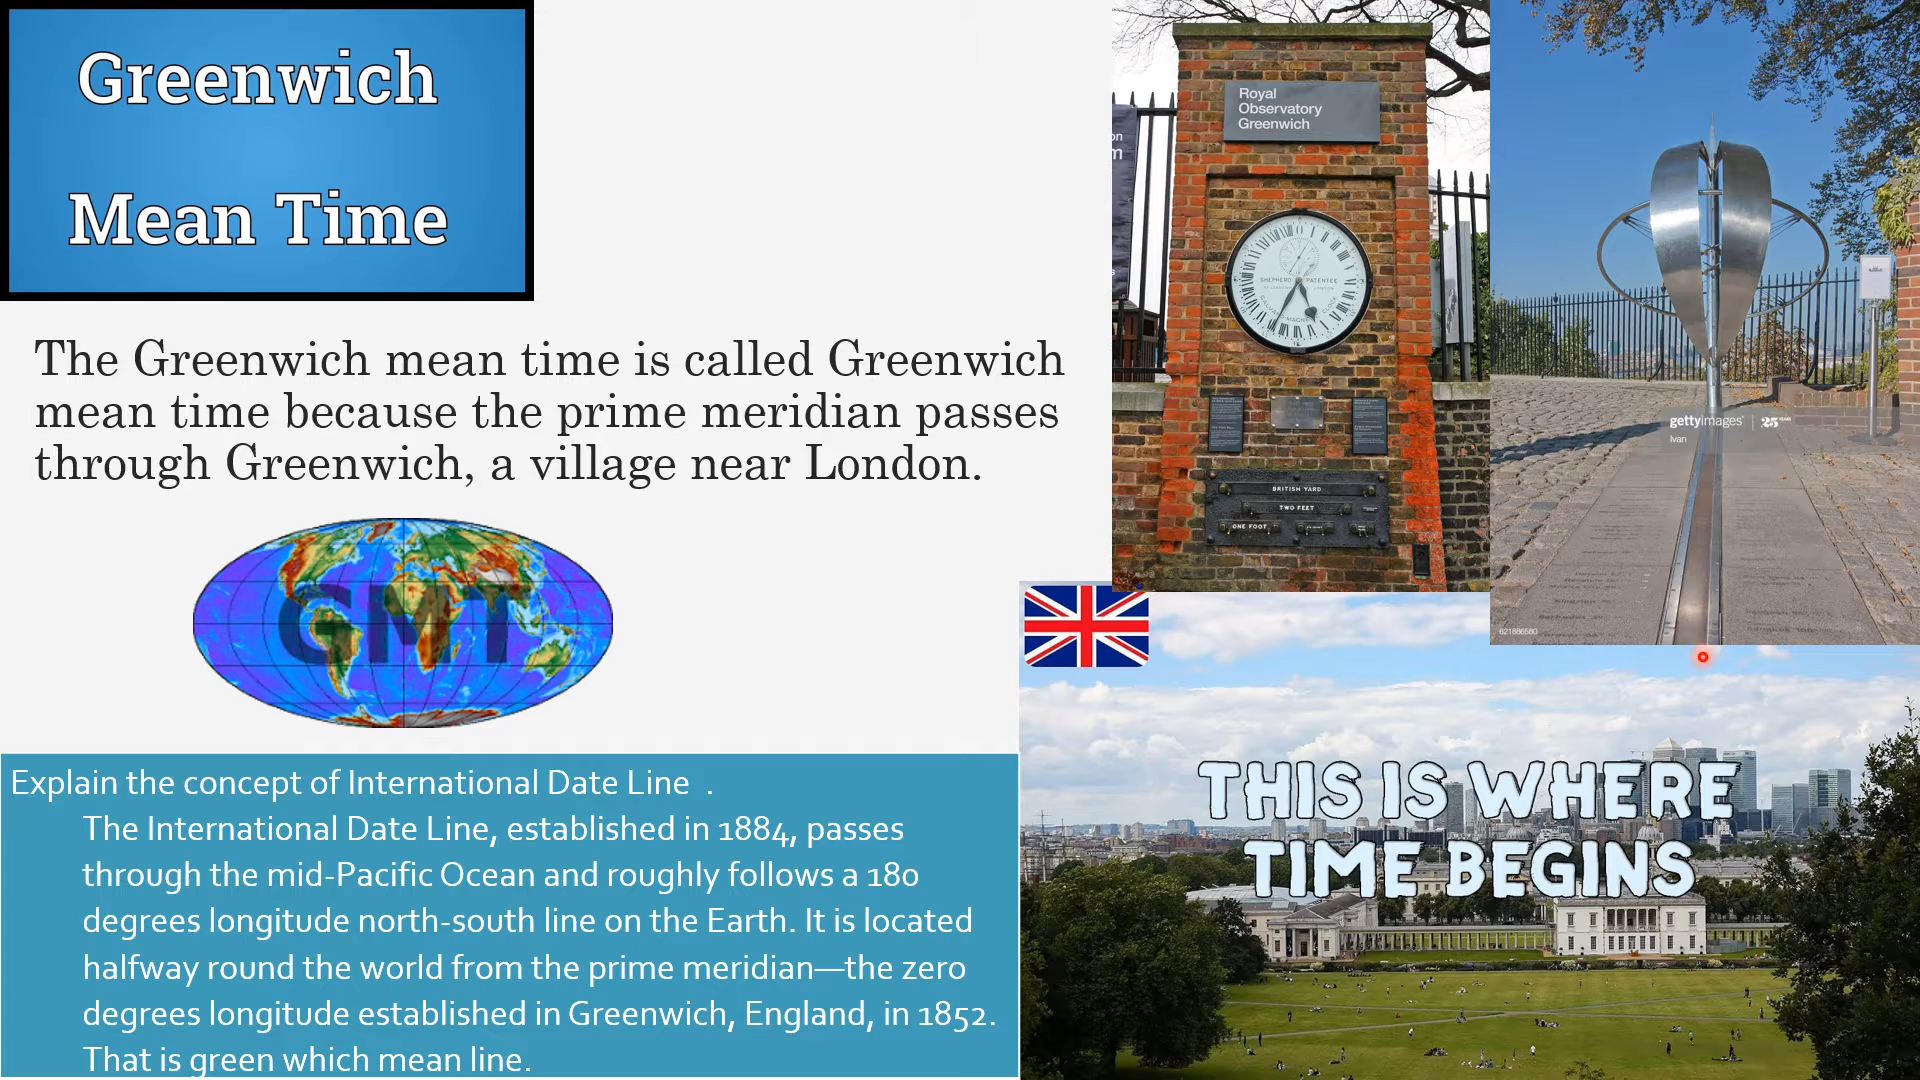 Greenwich
Mean Time
The Greenwich mean time is called Greenwich
mean time because the prime meridian passes
through Greenwich, a village near London.
GMT
Explain the concept of International Date Line .
The International Date Line, established in 1884, passes
through the mid-Pacific Ocean and roughly follows a 180
degrees longitude north-south line on the Earth. It is located
halfway round the world from the prime meridian—the zero
degrees longitude established in Greenwich, England, in 1852.
That is green which mean line.
Royal
Observatory
Greenwich
SHEPHERD PATENTEE
BRITISH YARD
TWO FEET
ONE FOOT
gettyimages
Ivan
THIS IS WHERE
TIME BEGINS